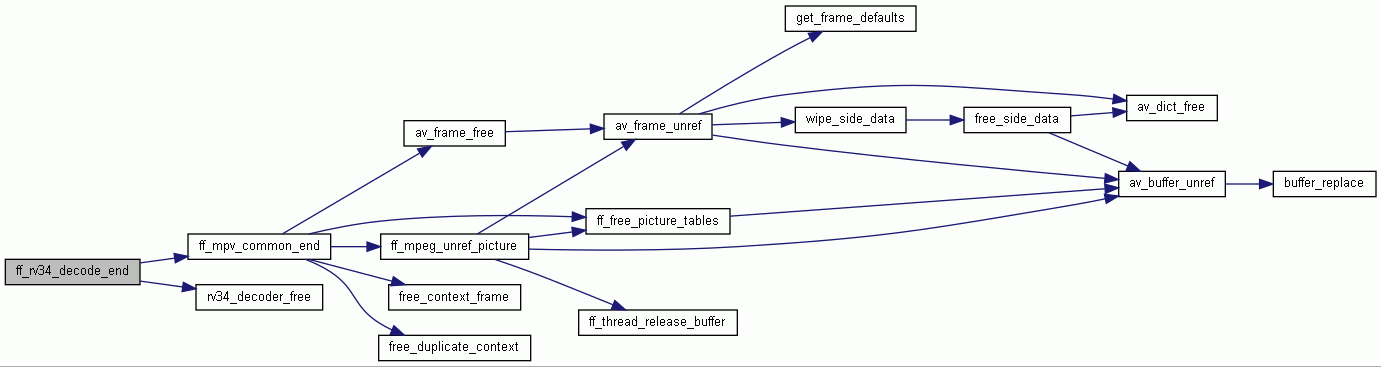 get_frame_defaults
av_dict_free
av_frame_free
av_frame_unref
wipe_side_data
free_side_data
av_buffer_unref
buffer_replace
ff_free_picture_tables
ff_mpv_common_end
ff_mpeg_unref_picture
ff_rv34_decode_end
rv34_decoder_free
free_context_frame
ff_thread_release_buffer
free_duplicate_context